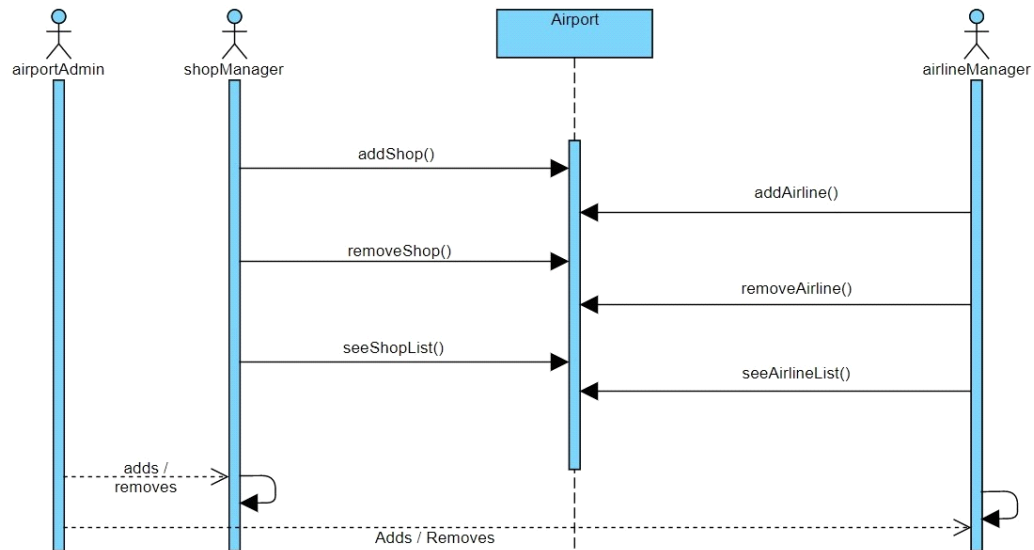 Airport
airportAdmin
shopManager
airlineManager
addShop()
addAirline()
removeShop()
removeAirline()
seeShopList()
seeAirlineList()
adds /
removes
Adds / Removes